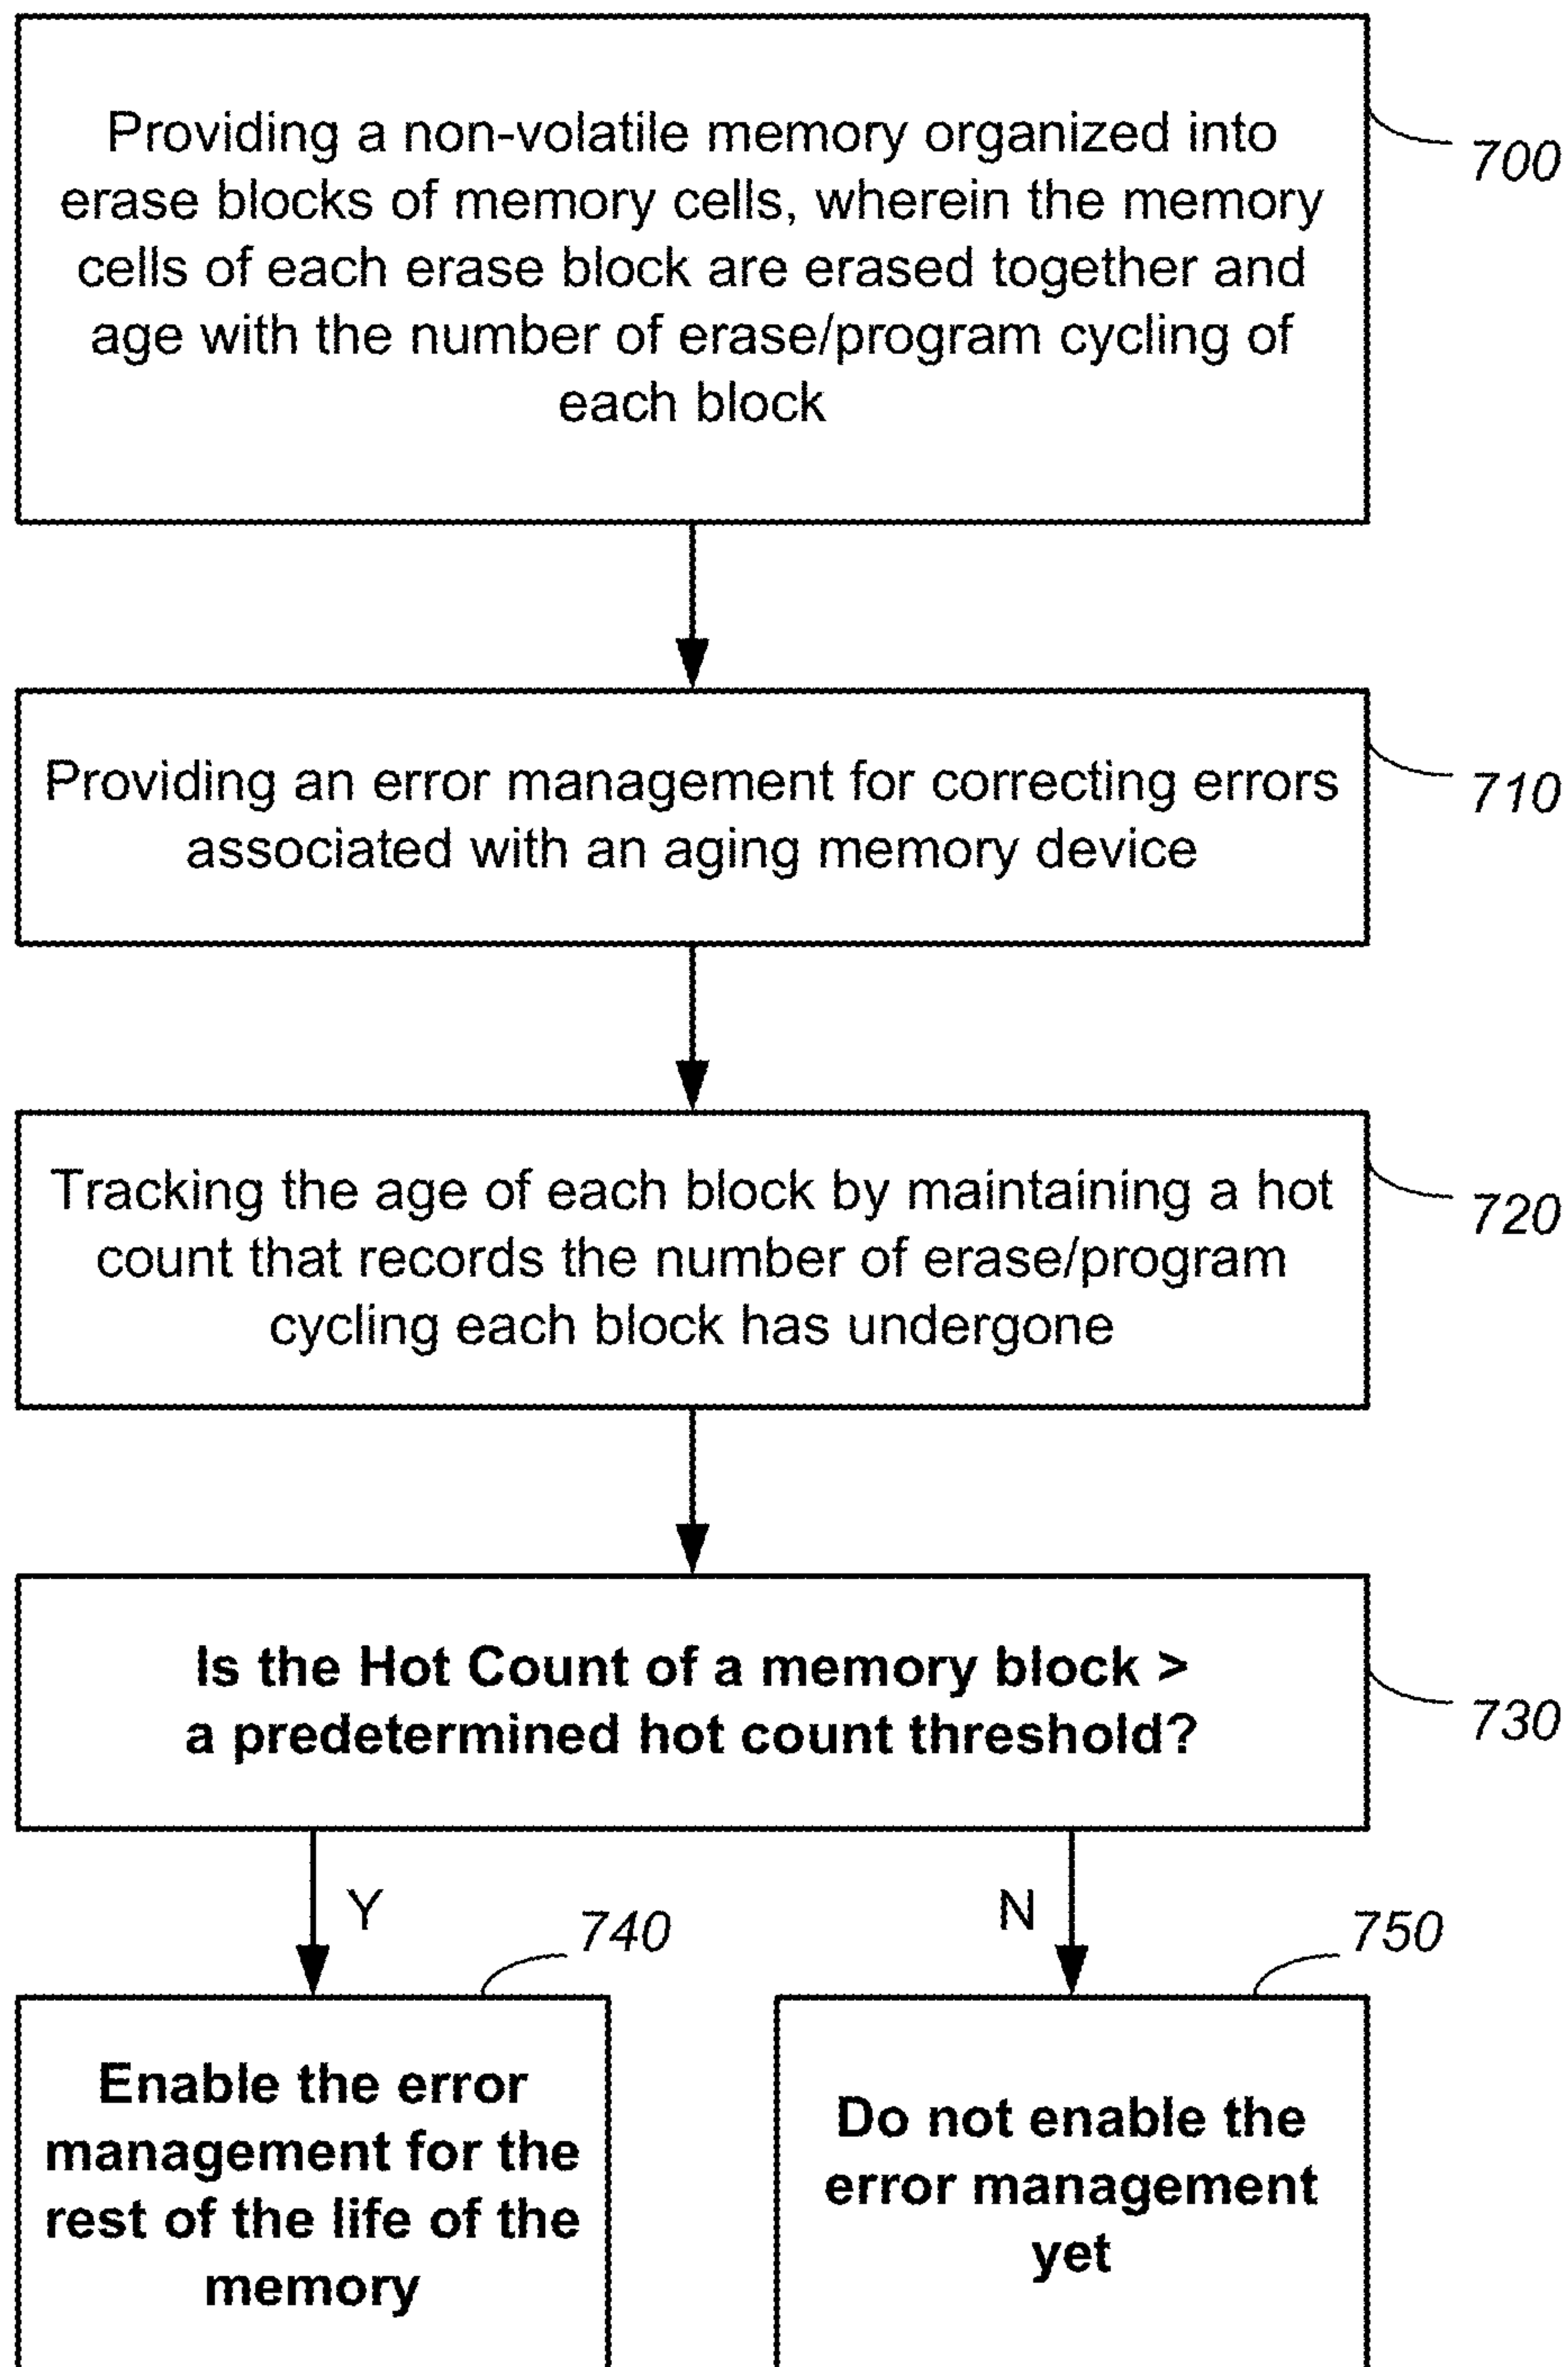 Providing a non-volatile memory organized into
erase blocks of memory cells, wherein the memory
cells of each erase block are erased together and
age with the number of erase/program cycling of
each block
700
Providing an error management for correcting errors
associated with an aging memory device
710
Tracking the age of each block by maintaining a hot
count that records the number of erase/program
cycling each block has undergone
720
Is the Hot Count of a memory block >
a predetermined hot count threshold?
730
Y
740
N
750
Enable the error
management for the
rest of the life of the
memory
Do not enable the
error management
yet